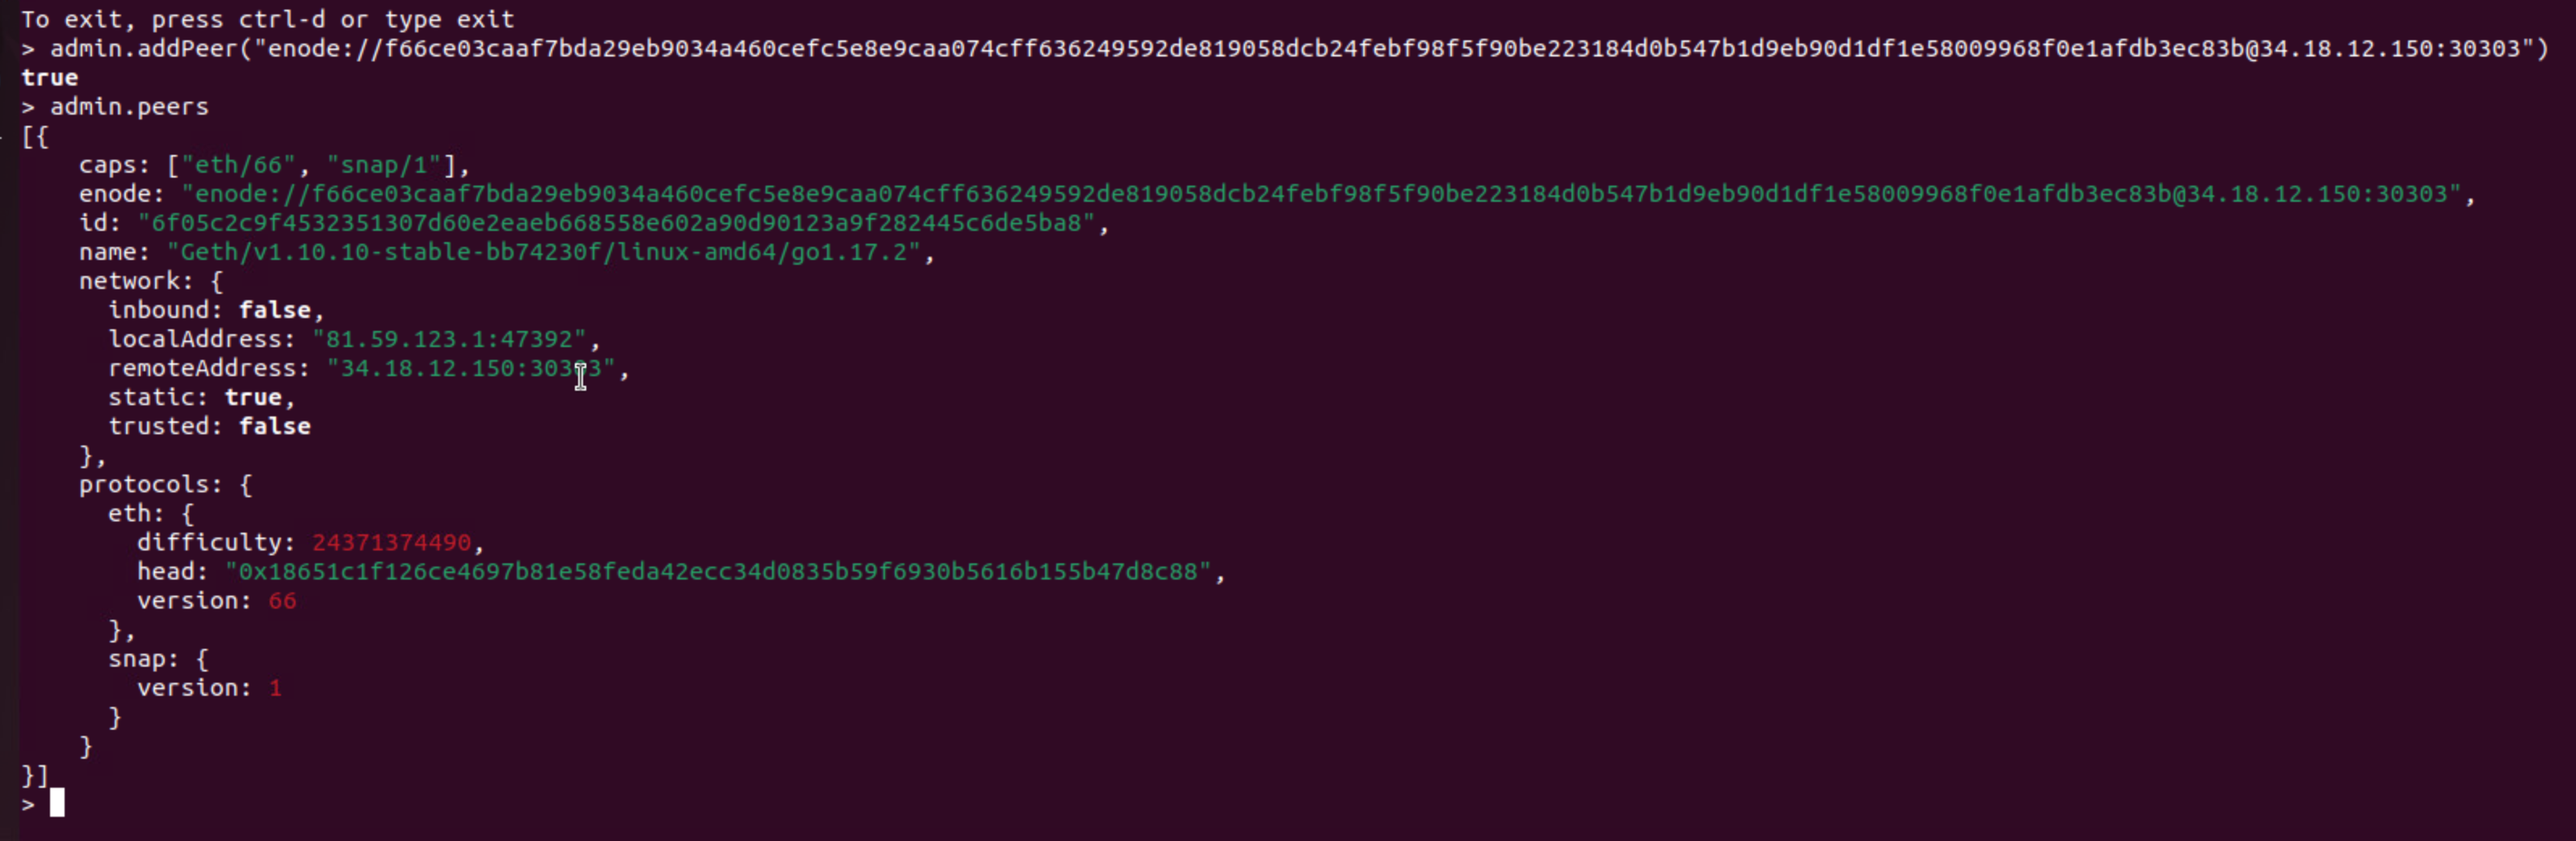 To exit, press ctrl-d or type exit
> admin.addPeer("enode://f66ce03caaf7bda29eb9034a460cefc5e8e9caa074cff636249592de819058dcb24febf98f5f90be223184d0b547b1d9eb90d1df1e58009968f0e1afdb3ec83b@34.18.12.150:30303")
true
> admin.peers
[{
    caps: ["eth/66", "snap/1"],
    enode: "enode://f66ce03caaf7bda29eb9034a460cefc5e8e9caa074cff636249592de819058dcb24febf98f5f90be223184d0b547b1d9eb90d1df1e58009968f0e1afdb3ec83b@34.18.12.150:30303",
    id: "6f05c2c9f4532351307d60e2eaeb668558e602a90d90123a9f282445c6de5ba8",
    name: "Geth/v1.10.10-stable-bb74230f/linux-amd64/go1.17.2",
    network: {
      inbound: false,
      localAddress: "81.59.123.1:47392",
      remoteAddress: "34.18.12.150:30303",
      static: true,
      trusted: false
    },
    protocols: {
      eth: {
        difficulty: 24371374490,
        head: "0x18651c1f126ce4697b81e58feda42ecc34d0835b59f6930b5616b155b47d8c88",
        version: 66
      },
      snap: {
        version: 1
      }
    }
}]
>